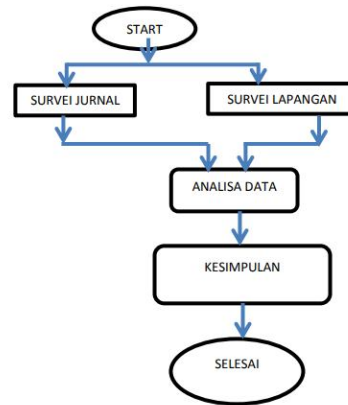 START
SURVEI JURNAL
SURVEI LAPANGAN
ANALISA DATA
KESIMPULAN
SELESAI